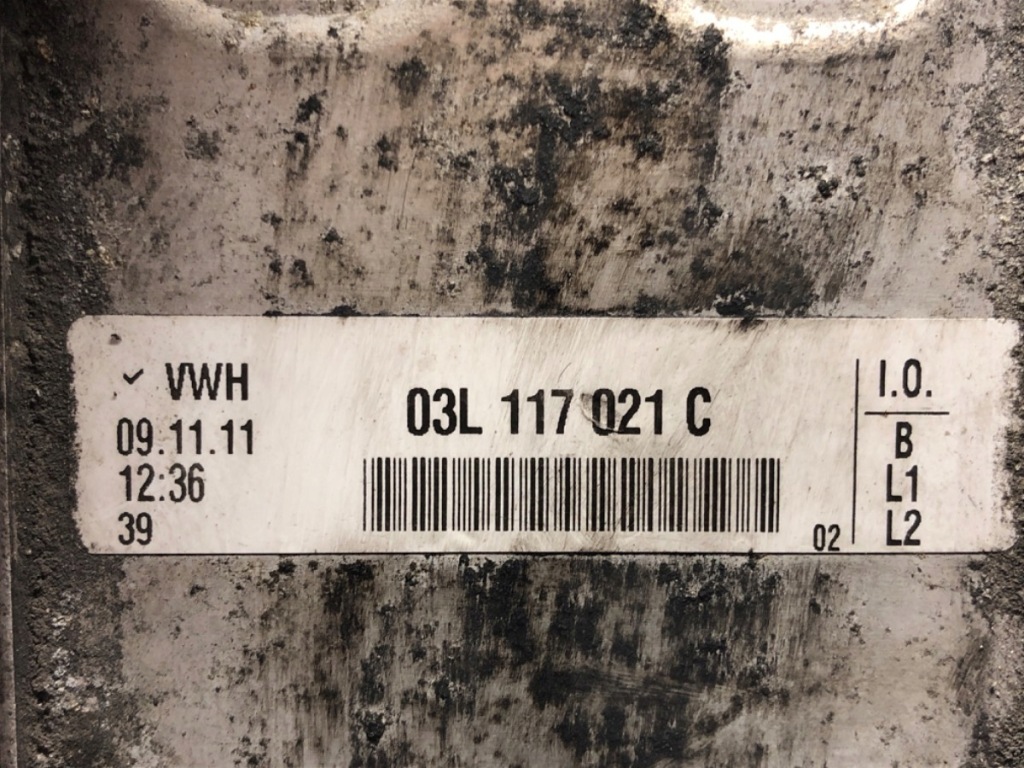 ✓ VWH
09.11.11
12:36
39
03L 117 021 C
02
I.O.
B
L1
L2